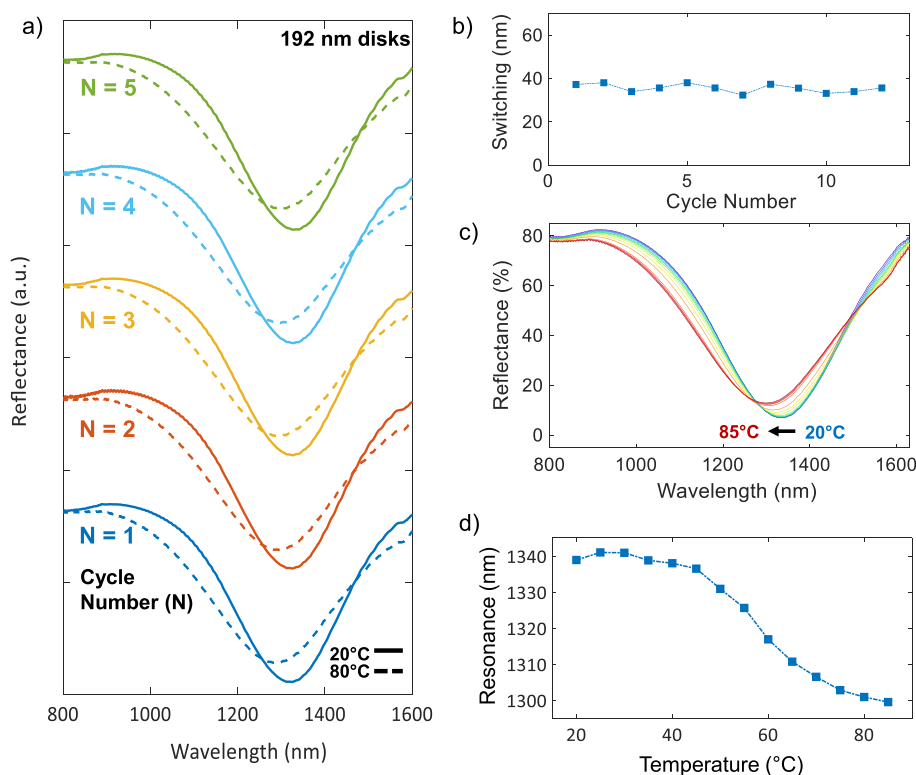 a)
192 nm disks
N = 5
N = 4
N = 3
N = 2
N = 1
Cycle
Number (N)
20°C
80°C
Reflectance (a.u.)
800 1000 1200 1400 1600
Wavelength (nm)
b)
Switching (nm)
60
40
20
0
0 5 10
Cycle Number
c)
Reflectance (%)
80
60
40
20
0
85°C 20°C
800 1000 1200 1400 1600
Wavelength (nm)
d)
Resonance (nm)
1340
1330
1320
1310
1300
20 40 60 80
Temperature (°C)